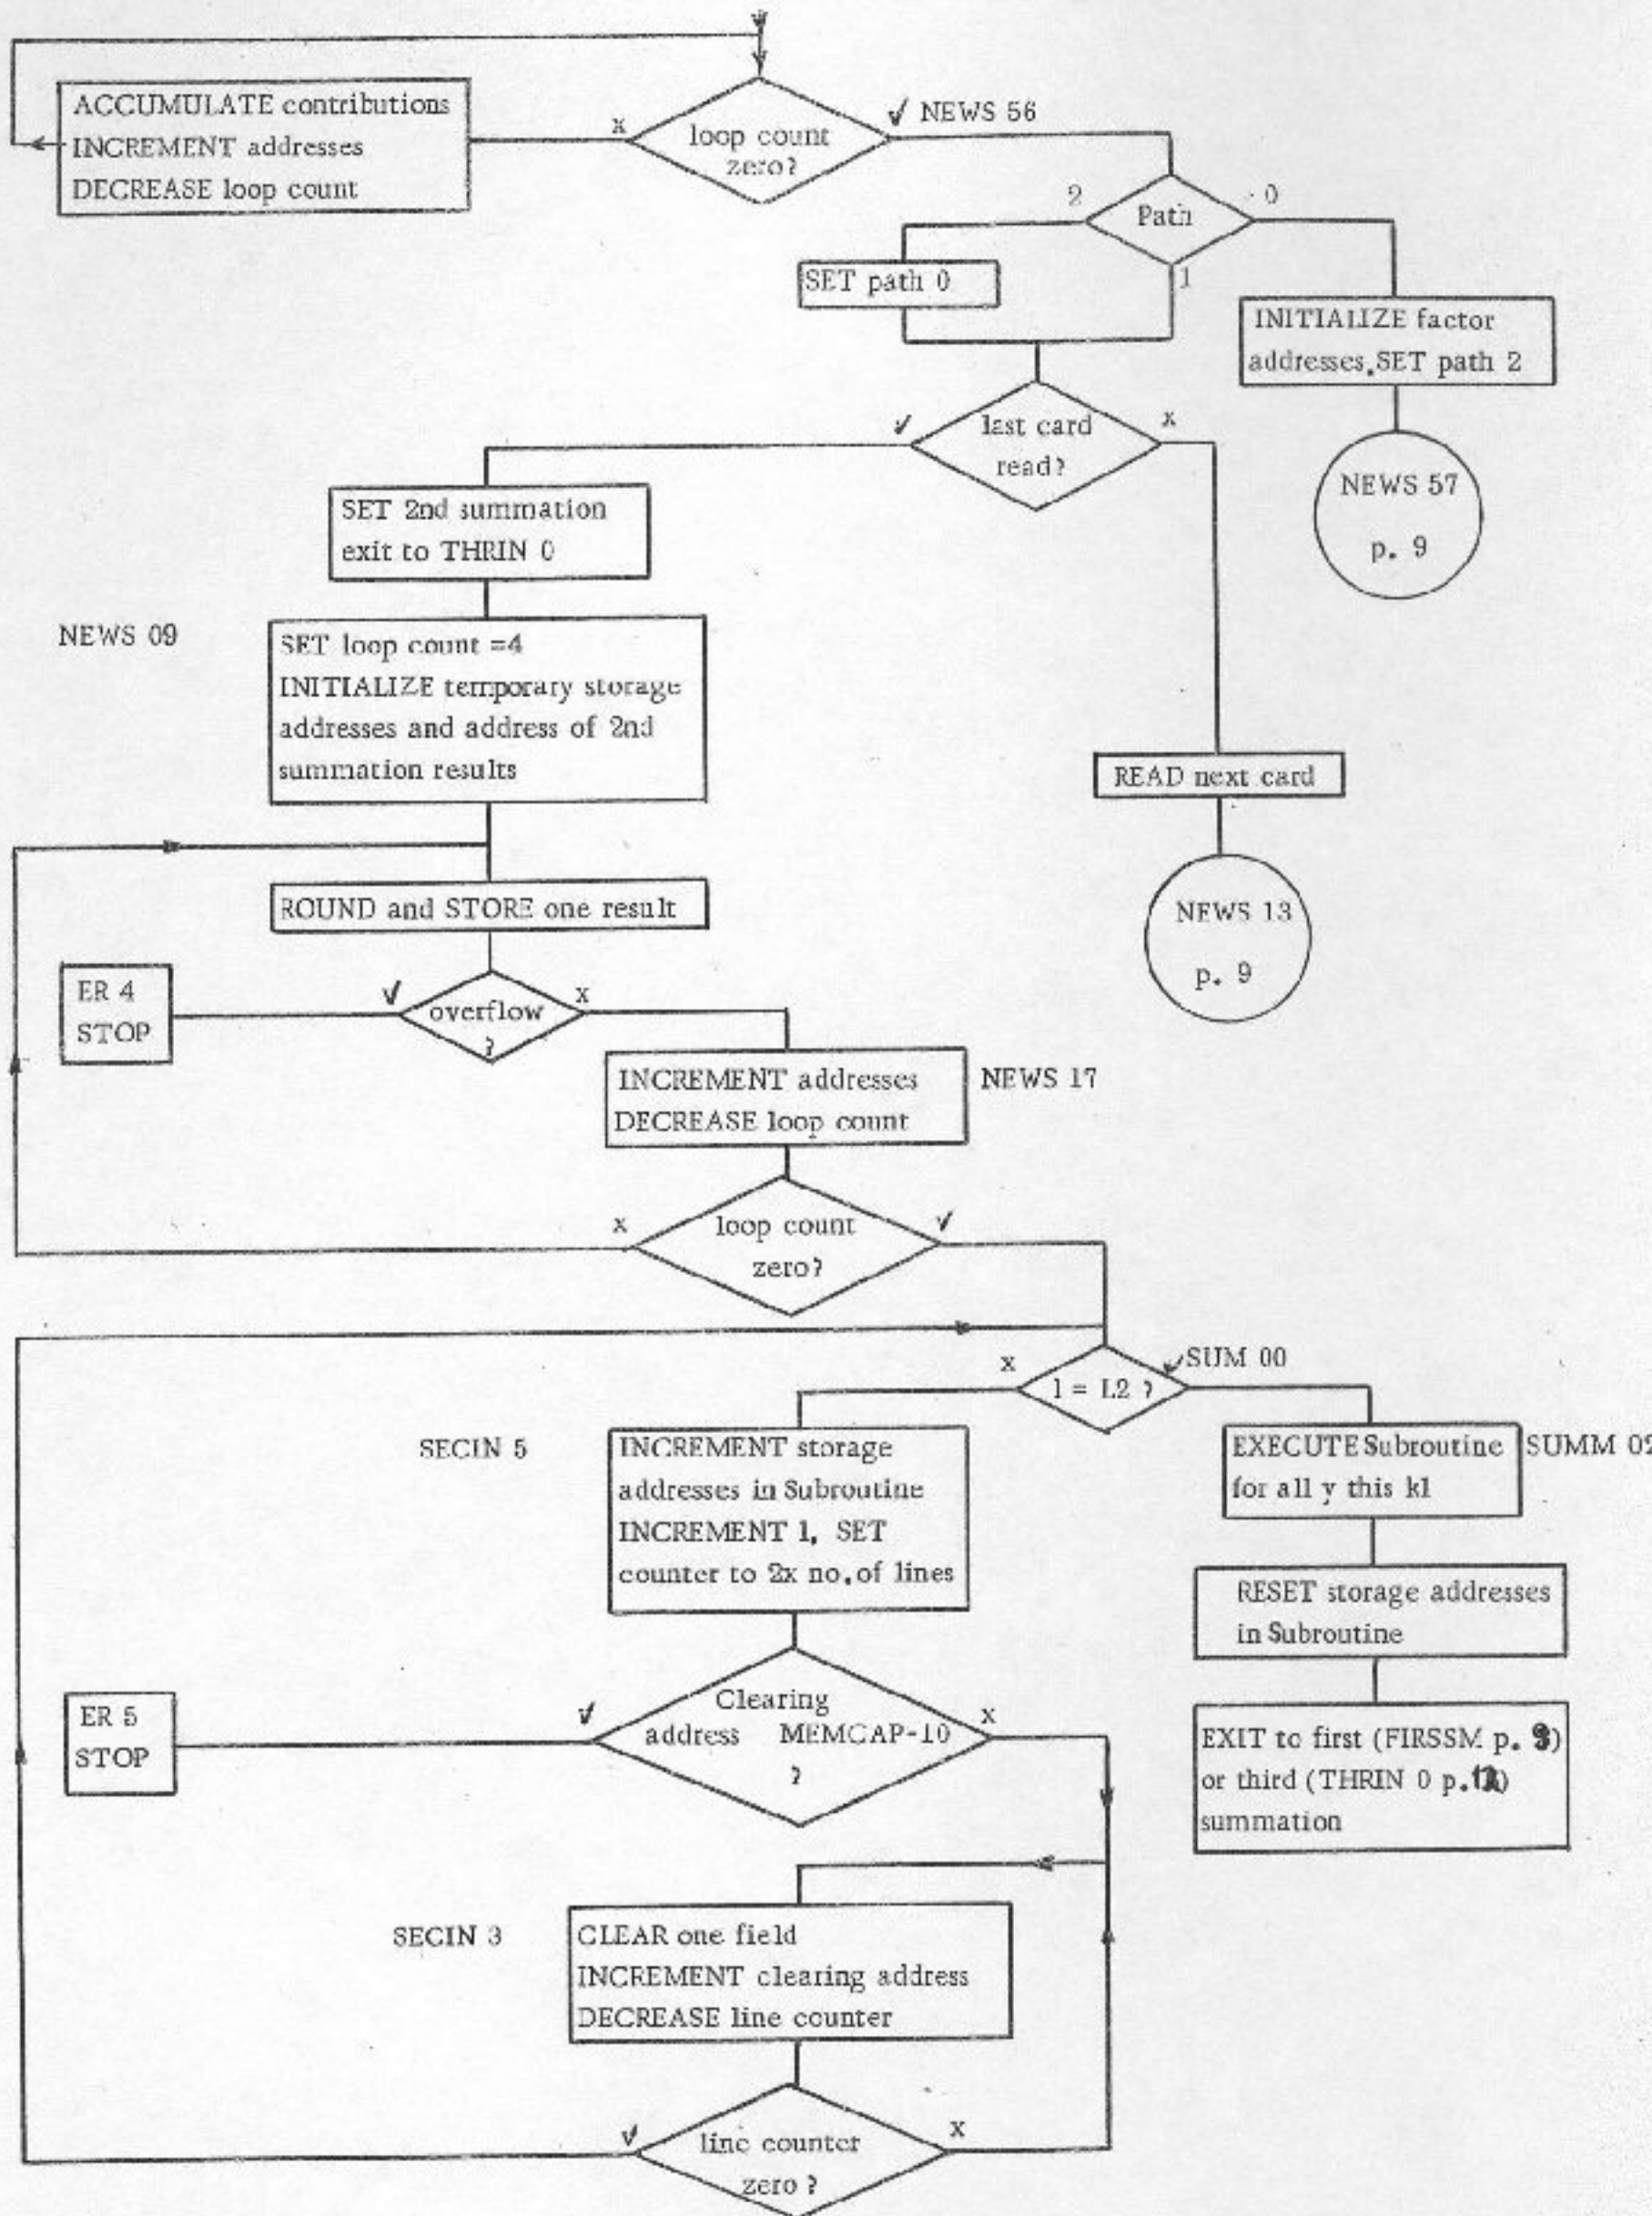 ACCUMULATE contributions
INCREMENT addresses
DECREASE loop count
x
loop count
zero?
✓ NEWS 56
2
Path
0
1
SET path 0
INITIALIZE factor
addresses. SET path 2
✓
last card
read?
x
NEWS 57
p. 9
SET 2nd summation
exit to THRIN 0
NEWS 09
SET loop count =4
INITIALIZE temporary storage
addresses and address of 2nd
summation results
READ next card
ROUND and STORE one result
NEWS 13
p. 9
ER 4
STOP
✓
overflow
?
x
INCREMENT addresses
DECREASE loop count
NEWS 17
x
loop count
zero?
✓
x
l = L2 ?
✓ SUM 00
SECIN 5
INCREMENT storage
addresses in Subroutine
INCREMENT l, SET
counter to 2x no. of lines
EXECUTE Subroutine
for all y this kl
SUMM 02
RESET storage addresses
in Subroutine
ER 5
STOP
✓
Clearing
address MEMCAP-10
?
x
EXIT to first (FIRSSM p.
or third (THRIN 0 p.
summation
SECIN 3
CLEAR one field
INCREMENT clearing address
DECREASE line counter
✓
line counter
zero ?
x